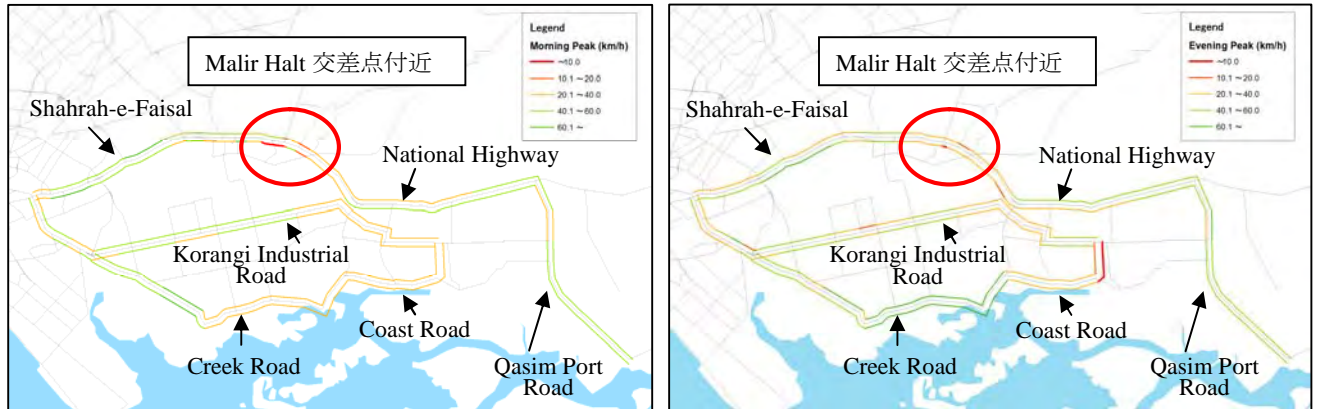 Legend
Morning Peak (km/h)
~10.0
10.1 ~ 20.0
20.1 ~ 40.0
40.1 ~ 60.0
60.1 ~
Malir Halt 交差点付近
Shahrah-e-Faisal
National Highway
Korangi Industrial
Road
Coast Road
Creek Road
Qasim Port
Road
Legend
Evening Peak (km/h)
~10.0
10.1 ~ 20.0
20.1 ~ 40.0
40.1 ~ 60.0
60.1 ~
Malir Halt 交差点付近
Shahrah-e-Faisal
National Highway
Korangi Industrial
Road
Coast Road
Creek Road
Qasim Port
Road